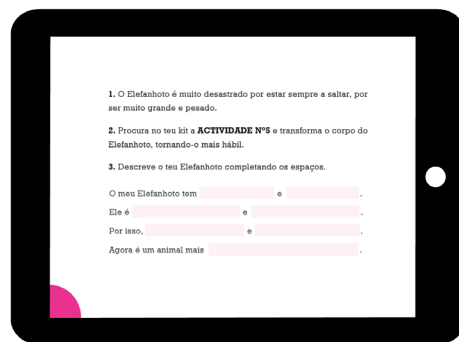 1. O Elefanhoto é muito desastrado por estar sempre a saltar, por
ser muito grande e pesado.
2. Procura no teu kit a ACTIVIDADE Nº5 e transforma o corpo do
Elefanhoto, tornando-o mais hábil.
3. Descreve o teu Elefanhoto completando os espaços.
O meu Elefanhoto tem e .
Ele é e .
Por isso, e .
Agora é um animal mais .